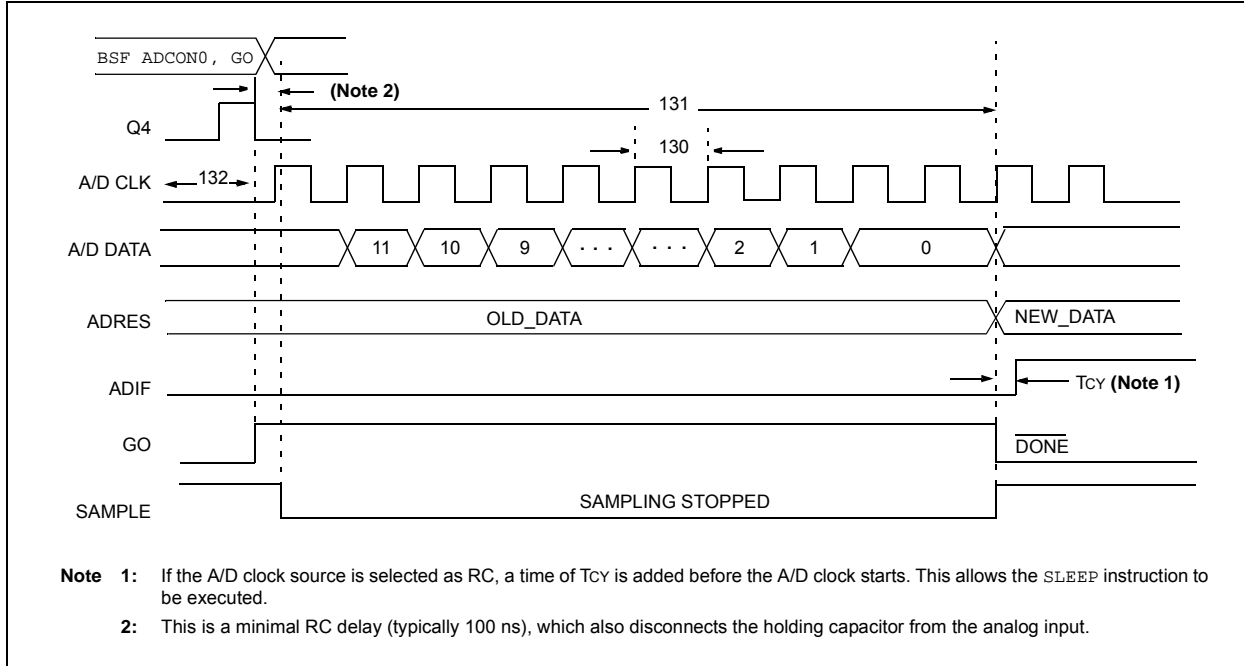 BSF ADCON0, GO
(Note 2)
131
Q4
130
A/D CLK
132
A/D DATA
11 10 9 . . . . . . 2 1 0
ADRES
OLD_DATA
NEW_DATA
ADIF
TCY (Note 1)
GO
DONE
SAMPLE
SAMPLING STOPPED
Note 1: If the A/D clock source is selected as RC, a time of TCY is added before the A/D clock starts. This allows the SLEEP instruction to
be executed.
2: This is a minimal RC delay (typically 100 ns), which also disconnects the holding capacitor from the analog input.